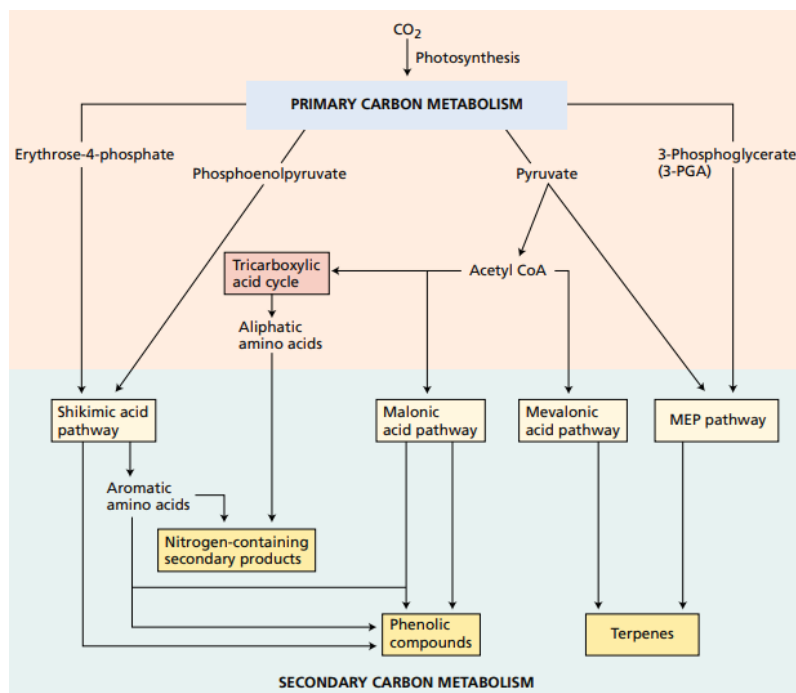 CO₂
Photosynthesis
PRIMARY CARBON METABOLISM
Erythrose-4-phosphate
Phosphoenolpyruvate
Pyruvate
3-Phosphoglycerate
(3-PGA)
Tricarboxylic
acid cycle
Acetyl CoA
Aliphatic
amino acids
Shikimic acid
pathway
Malonic
acid pathway
Mevalonic
acid pathway
MEP pathway
Aromatic
amino acids
Nitrogen-containing
secondary products
Phenolic
compounds
Terpenes
SECONDARY CARBON METABOLISM